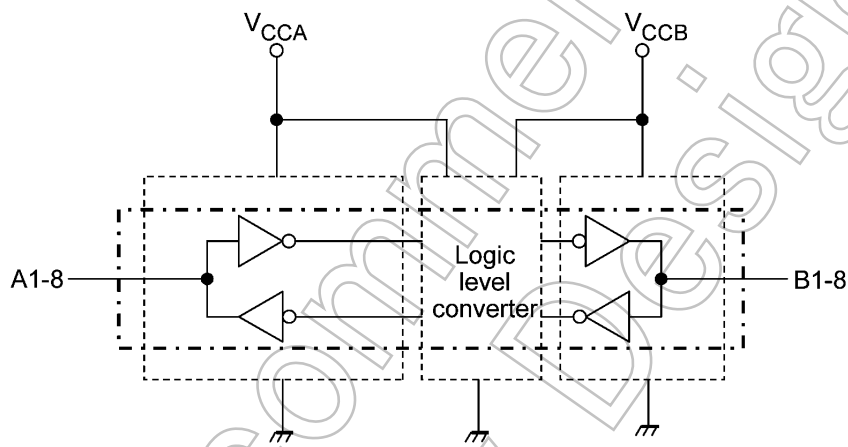 VCCA
VCCB
A1-8
Logic
level
converter
B1-8